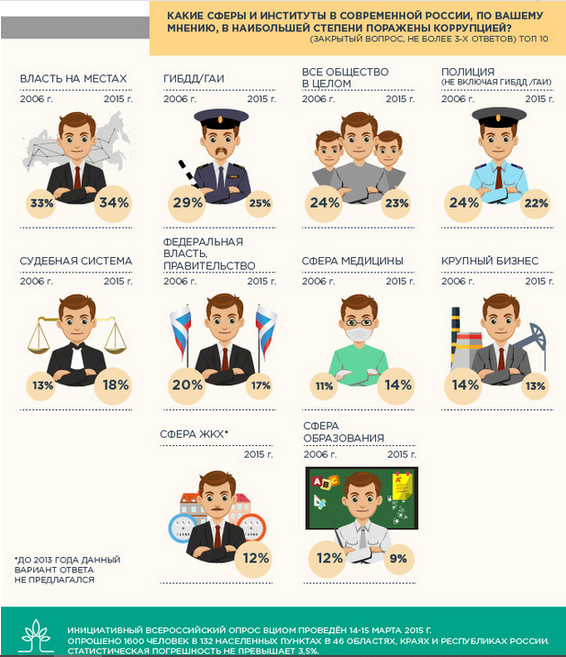 КАКИЕ СФЕРЫ И ИНСТИТУТЫ В СОВРЕМЕННОЙ РОССИИ, ПО ВАШЕМУ
МНЕНИЮ, В НАИБОЛЬШЕЙ СТЕПЕНИ ПОРАЖЕНЫ КОРРУПЦИЕЙ?
(ЗАКРЫТЫЙ ВОПРОС, НЕ БОЛЕЕ 3-Х ОТВЕТОВ) ТОП 10
ВЛАСТЬ НА МЕСТАХ
2006 г. 2015 г.
33% 34%
ГИБДД/ГАИ
2006 г. 2015 г.
29% 25%
ВСЕ ОБЩЕСТВО
В ЦЕЛОМ
2006 г. 2015 г.
24% 23%
ПОЛИЦИЯ
(НЕ ВКЛЮЧАЯ ГИБДД /ГАИ)
2006 г. 2015 г.
24% 22%
СУДЕБНАЯ СИСТЕМА
2006 г. 2015 г.
13% 18%
ФЕДЕРАЛЬНАЯ
ВЛАСТЬ,
ПРАВИТЕЛЬСТВО
2006 г. 2015 г.
20% 17%
СФЕРА МЕДИЦИНЫ
2006 г. 2015 г.
11% 14%
КРУПНЫЙ БИЗНЕС
2006 г. 2015 г.
14% 13%
СФЕРА ЖКХ*
2015 г.
12%
СФЕРА
ОБРАЗОВАНИЯ
2006 г. 2015 г.
A B C
A+
12% 9%
*ДО 2013 ГОДА ДАННЫЙ
ВАРИАНТ ОТВЕТА
НЕ ПРЕДЛАГАЛСЯ
ИНИЦИАТИВНЫЙ ВСЕРОССИЙСКИЙ ОПРОС ВЦИОМ ПРОВЕДЁН 14-15 МАРТА 2015 Г.
ОПРОШЕНО 1600 ЧЕЛОВЕК В 132 НАСЕЛЕННЫХ ПУНКТАХ В 46 ОБЛАСТЯХ, КРАЯХ И РЕСПУБЛИКАХ РОССИИ.
СТАТИСТИЧЕСКАЯ ПОГРЕШНОСТЬ НЕ ПРЕВЫШАЕТ 3,5%.